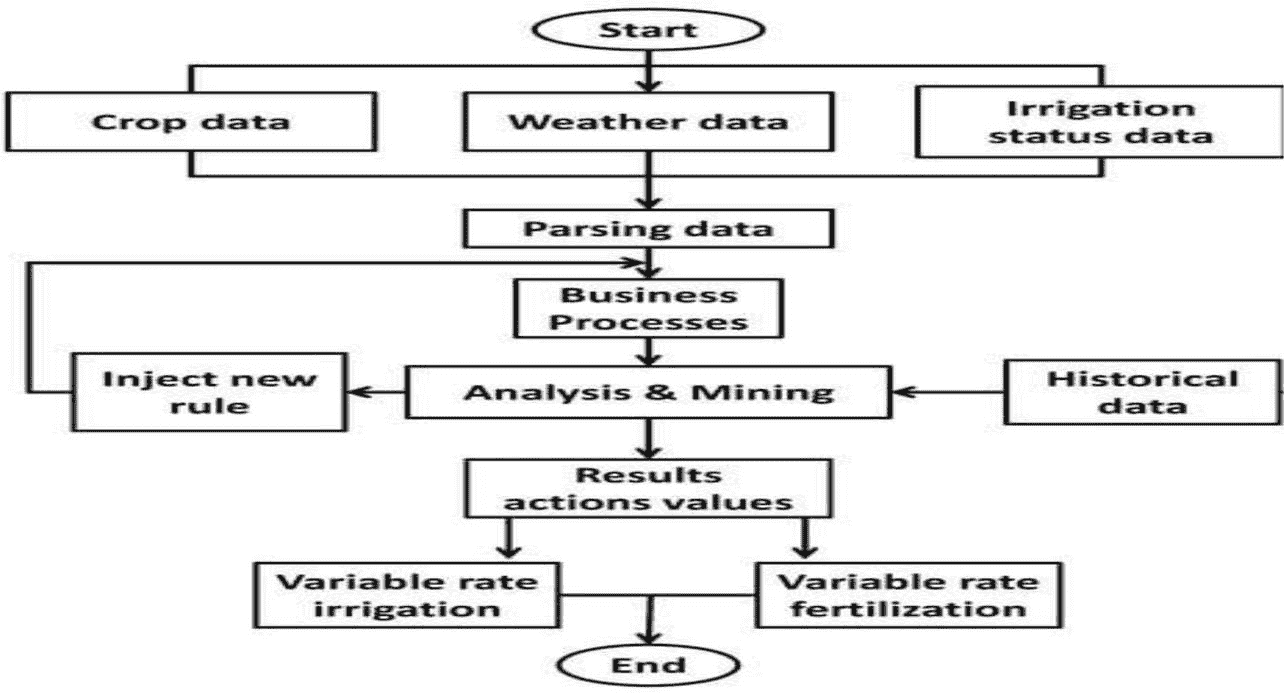 Start
Crop data
Weather data
Irrigation
status data
Parsing data
Business
Processes
Inject new
rule
Analysis & Mining
Historical
data
Results
actions values
Variable rate
irrigation
Variable rate
fertilization
End